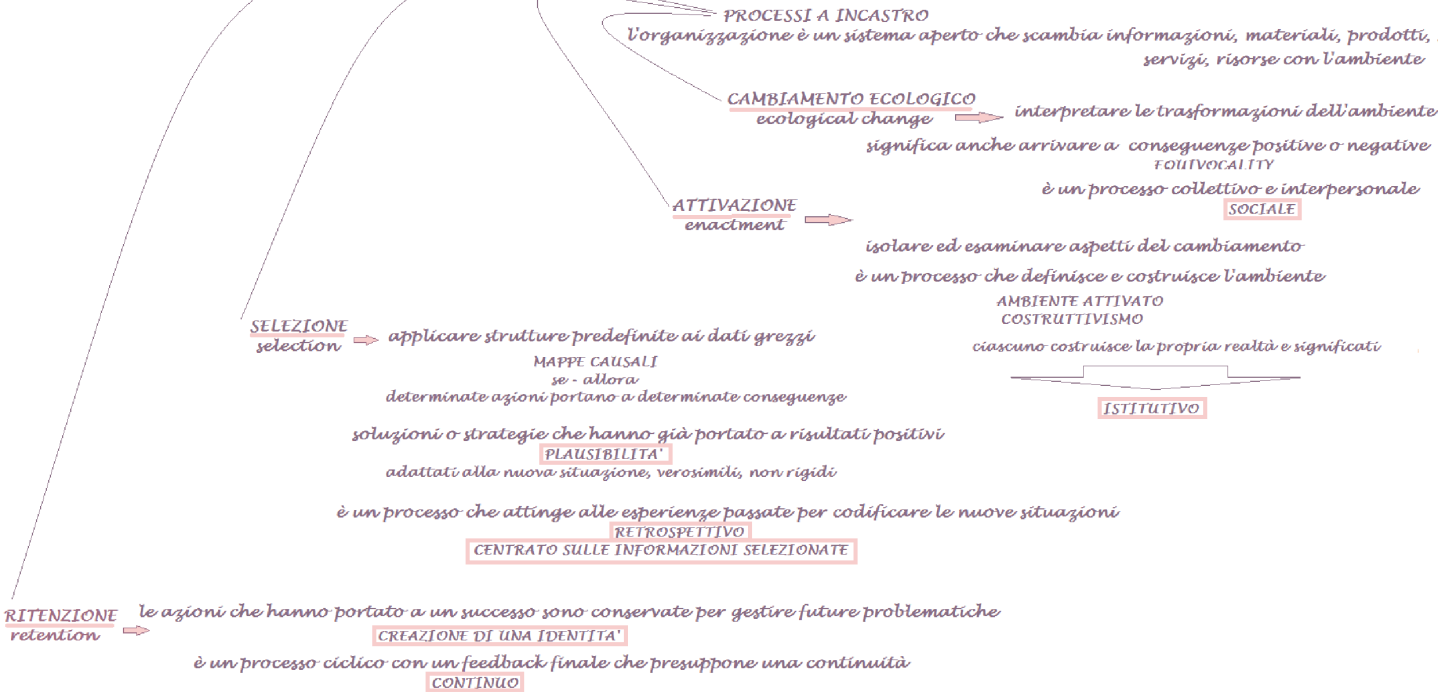 PROCESSI A INCASTRO
l'organizzazione è un sistema aperto che scambia informazioni, materiali, prodotti,
servizi, risorse con l'ambiente
CAMBIAMENTO ECOLOGICO
ecological change
interpretare le trasformazioni dell'ambiente
significa anche arrivare a conseguenze positive o negative
EQUIVOCALITY
è un processo collettivo e interpersonale
SOCIALE
ATTIVAZIONE
enactment
isolare ed esaminare aspetti del cambiamento
è un processo che definisce e costruisce l'ambiente
AMBIENTE ATTIVATO
COSTRUTTIVISMO
ciascuno costruisce la propria realtà e significati
ISTITUTIVO
SELEZIONE
selection
applicare strutture predefinite ai dati grezzi
MAPPE CAUSALI
se - allora
determinate azioni portano a determinate conseguenze
soluzioni o strategie che hanno già portato a risultati positivi
PLAUSIBILITA'
adattati alla nuova situazione, verosimili, non rigidi
è un processo che attinge alle esperienze passate per codificare le nuove situazioni
RETROSPETTIVO
CENTRATO SULLE INFORMAZIONI SELEZIONATE
RITENZIONE
retention
le azioni che hanno portato a un successo sono conservate per gestire future problematiche
CREAZIONE DI UNA IDENTITA'
è un processo ciclico con un feedback finale che presuppone una continuità
CONTINUO